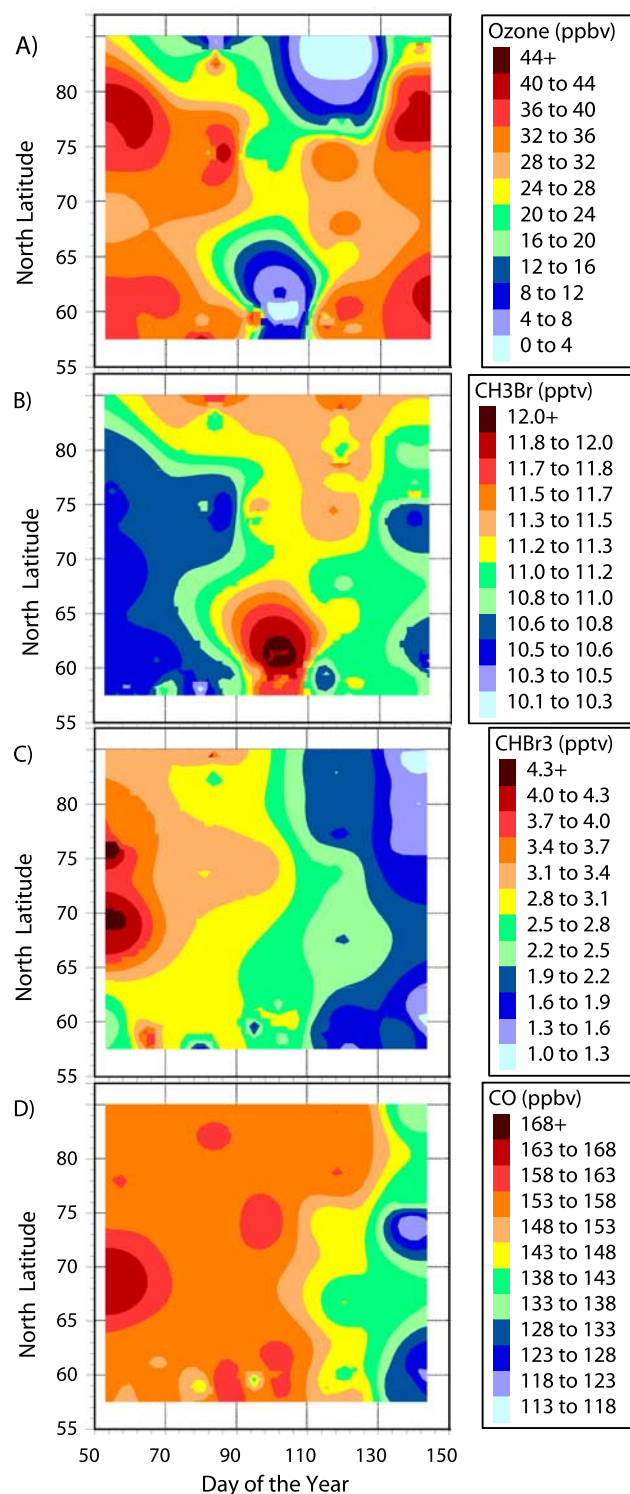 A)
Ozone (ppbv)
44+
40 to 44
36 to 40
32 to 36
28 to 32
24 to 28
20 to 24
16 to 20
12 to 16
8 to 12
4 to 8
0 to 4
North Latitude
80
75
70
65
60
55
B)
CH3Br (pptv)
12.0+
11.8 to 12.0
11.7 to 11.8
11.5 to 11.7
11.3 to 11.5
11.2 to 11.3
11.0 to 11.2
10.8 to 11.0
10.6 to 10.8
10.5 to 10.6
10.3 to 10.5
10.1 to 10.3
North Latitude
80
75
70
65
60
55
C)
CHBr3 (pptv)
4.3+
4.0 to 4.3
3.7 to 4.0
3.4 to 3.7
3.1 to 3.4
2.8 to 3.1
2.5 to 2.8
2.2 to 2.5
1.9 to 2.2
1.6 to 1.9
1.3 to 1.6
1.0 to 1.3
North Latitude
80
75
70
65
60
55
D)
CO (ppbv)
168+
163 to 168
158 to 163
153 to 158
148 to 153
143 to 148
138 to 143
133 to 138
128 to 133
123 to 128
118 to 123
113 to 118
North Latitude
80
75
70
65
60
55
50 70 90 110 130 150
Day of the Year